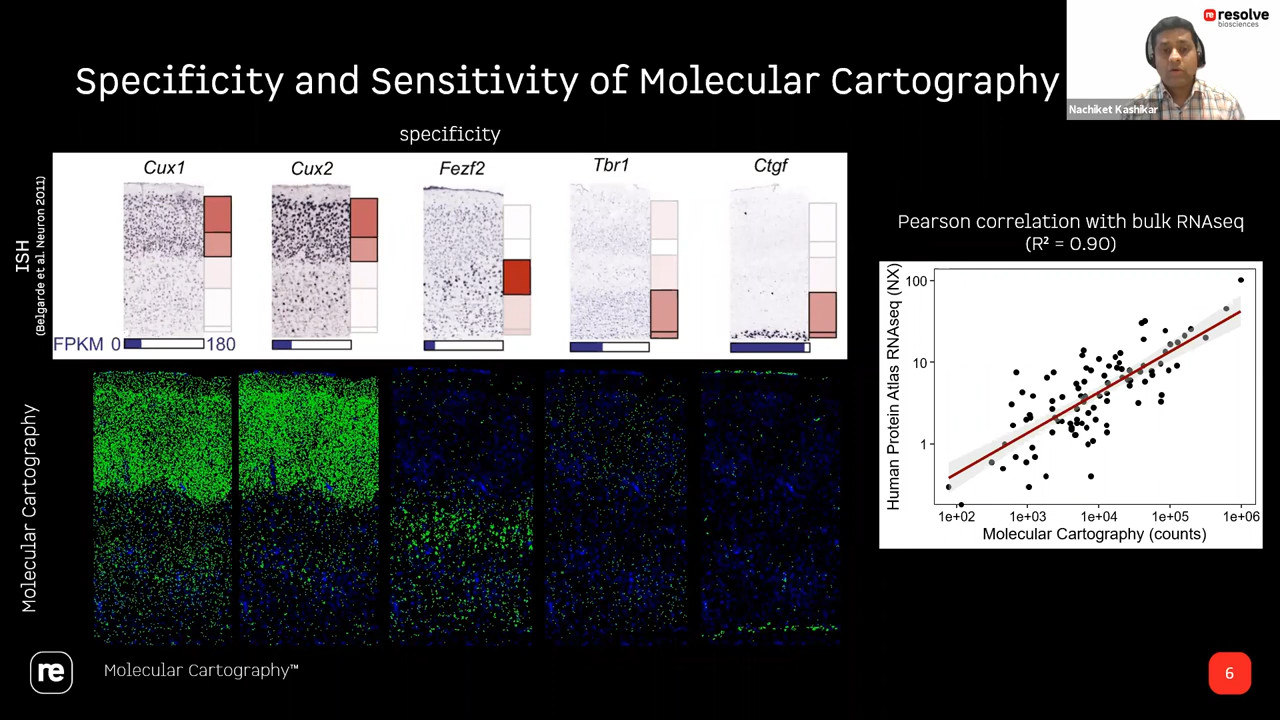 re resolve
biosciences
Nachiket Kashikar
Specificity and Sensitivity of Molecular Cartography
specificity
ISH
(Belgarde et al. Neuron 2011)
Cux1
Cux2
Fezf2
Tbr1
Ctgf
FPKM 0 180
Molecular Cartography
Pearson correlation with bulk RNAseq
(R² = 0.90)
Human Protein Atlas RNAseq (NX)
100
10
1
1e+02 1e+03 1e+04 1e+05 1e+06
Molecular Cartography (counts)
re
Molecular Cartography™
6